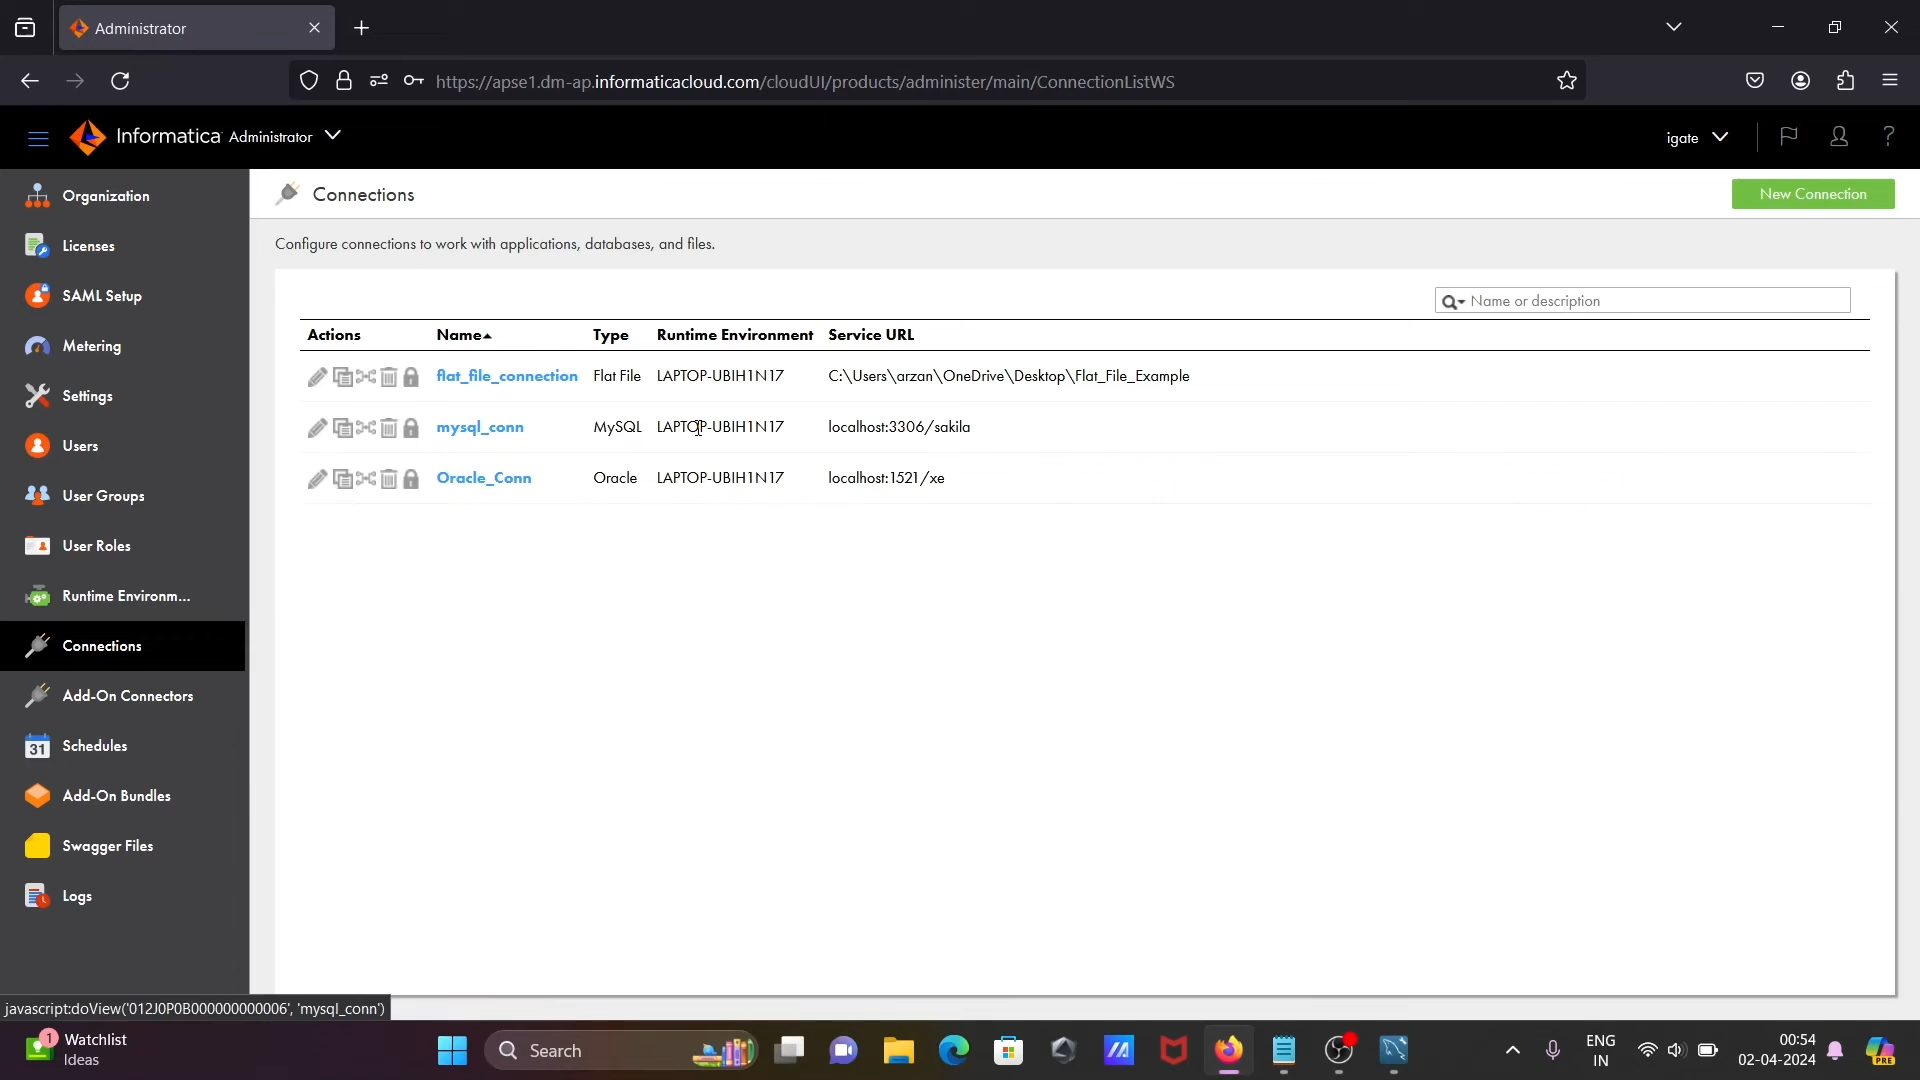 Administrator
https://apse1.dm-ap.informaticacloud.com/cloudUI/products/administer/main/ConnectionListWS
Informatica Administrator
igate
?
Organization
Licenses
SAML Setup
Metering
Settings
Users
User Groups
User Roles
Runtime Environm...
Connections
Add-On Connectors
Schedules
31
Add-On Bundles
Swagger Files
Logs
Connections
New Connection
Configure connections to work with applications, databases, and files.
Name or description
Actions Name Type Runtime Environment Service URL
flat_file_connection Flat File LAPTOP-UBIH1N17 C:\Users\arzan\OneDrive\Desktop\Flat_File_Example
mysql_conn MySQL LAPTOP-UBIH1N17 localhost:3306/sakila
Oracle_Conn Oracle LAPTOP-UBIH1N17 localhost:1521/xe
javascript:doView('012J0P0B000000000006', 'mysql_conn')
1
Watchlist
Ideas
Search
ENG
IN
00:54
02-04-2024
PRE